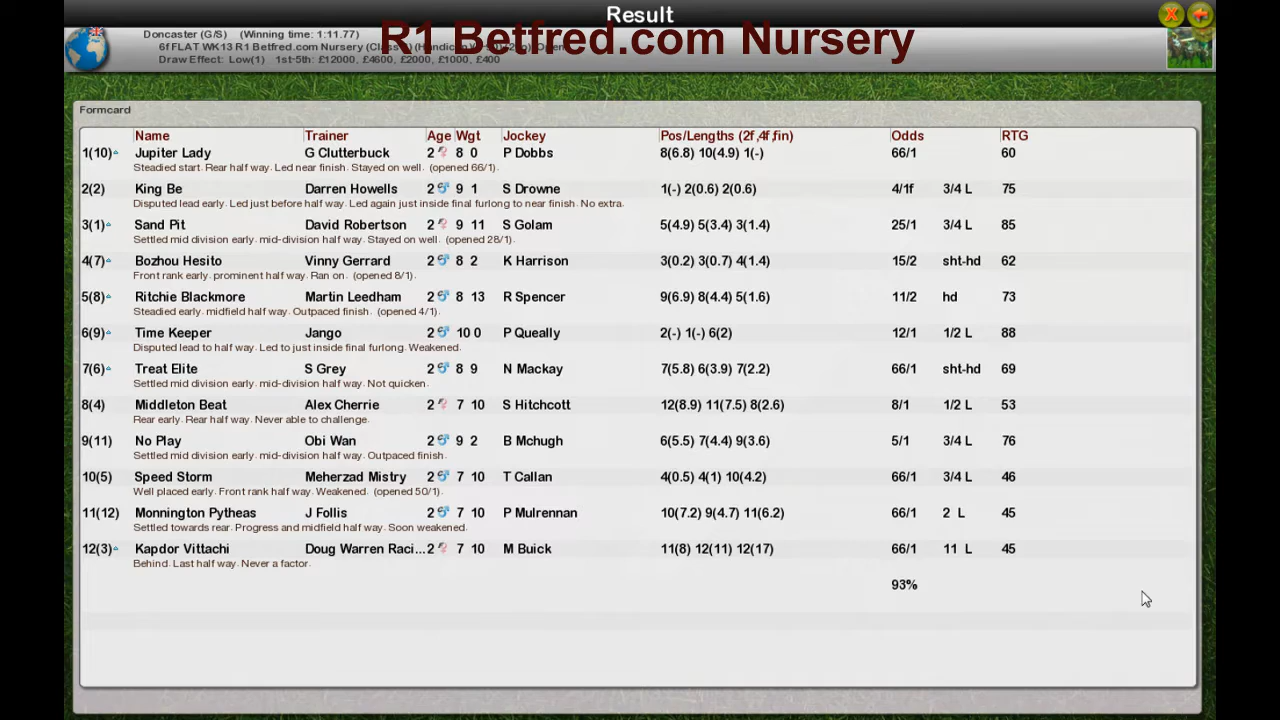 Result
R1 Betfred.com Nursery
Doncaster (G/S) (Winning time: 1:11.77)
6f FLAT WK13 R1 Betfred.com Nursery
Draw Effect: Low(1) 1st-5th: £12000, £4600, £2000, £1000, £400
Formcard
Name Trainer Age Wgt Jockey Pos/Lengths (2f,4f,fin) Odds RTG
1(10) Jupiter Lady G Clutterbuck 2 8 0 P Dobbs 8(6.8) 10(4.9) 1(-) 66/1 60
Steadied start. Rear half way. Led near finish. Stayed on well. (opened 66/1).
2(2) King Be Darren Howells 2 9 1 S Drowne 1(-) 2(0.6) 2(0.6) 4/1f 3/4 L 75
Disputed lead early. Led just before half way. Led again just inside final furlong to near finish. No extra.
3(1) Sand Pit David Robertson 2 9 11 S Golam 5(4.9) 5(3.4) 3(1.4) 25/1 3/4 L 85
Settled mid division early. mid-division half way. Stayed on well. (opened 28/1).
4(7) Bozhou Hesito Vinny Gerrard 2 8 2 K Harrison 3(0.2) 3(0.7) 4(1.4) 15/2 sht-hd 62
Front rank early. prominent half way. Ran on. (opened 8/1).
5(8) Ritchie Blackmore Martin Leedham 2 8 13 R Spencer 9(6.9) 8(4.4) 5(1.6) 11/2 hd 73
Steadied early. midfield half way. Outpaced finish. (opened 4/1).
6(9) Time Keeper Jango 2 10 0 P Queally 2(-) 1(-) 6(2) 12/1 1/2 L 88
Disputed lead to half way. Led to just inside final furlong. Weakened.
7(6) Treat Elite S Grey 2 8 9 N Mackay 7(5.8) 6(3.9) 7(2.2) 66/1 sht-hd 69
Settled mid division early. mid-division half way. Not quicken.
8(4) Middleton Beat Alex Cherrie 2 7 10 S Hitchcott 12(8.9) 11(7.5) 8(2.6) 8/1 1/2 L 53
Rear early. Rear half way. Never able to challenge.
9(11) No Play Obi Wan 2 9 2 B Mchugh 6(5.5) 7(4.4) 9(3.6) 5/1 3/4 L 76
Settled mid division early. mid-division half way. Outpaced finish.
10(5) Speed Storm Meherzad Mistry 2 7 10 T Callan 4(0.5) 4(1) 10(4.2) 66/1 3/4 L 46
Well placed early. Front rank half way. Weakened. (opened 50/1).
11(12) Monnington Pytheas J Follis 2 7 10 P Mulrennan 10(7.2) 9(4.7) 11(6.2) 66/1 2 L 45
Settled towards rear. Progress and midfield half way. Soon weakened.
12(3) Kapdor Vittachi Doug Warren Raci... 2 7 10 M Buick 11(8) 12(11) 12(17) 66/1 11 L 45
Behind. Last half way. Never a factor.
93%